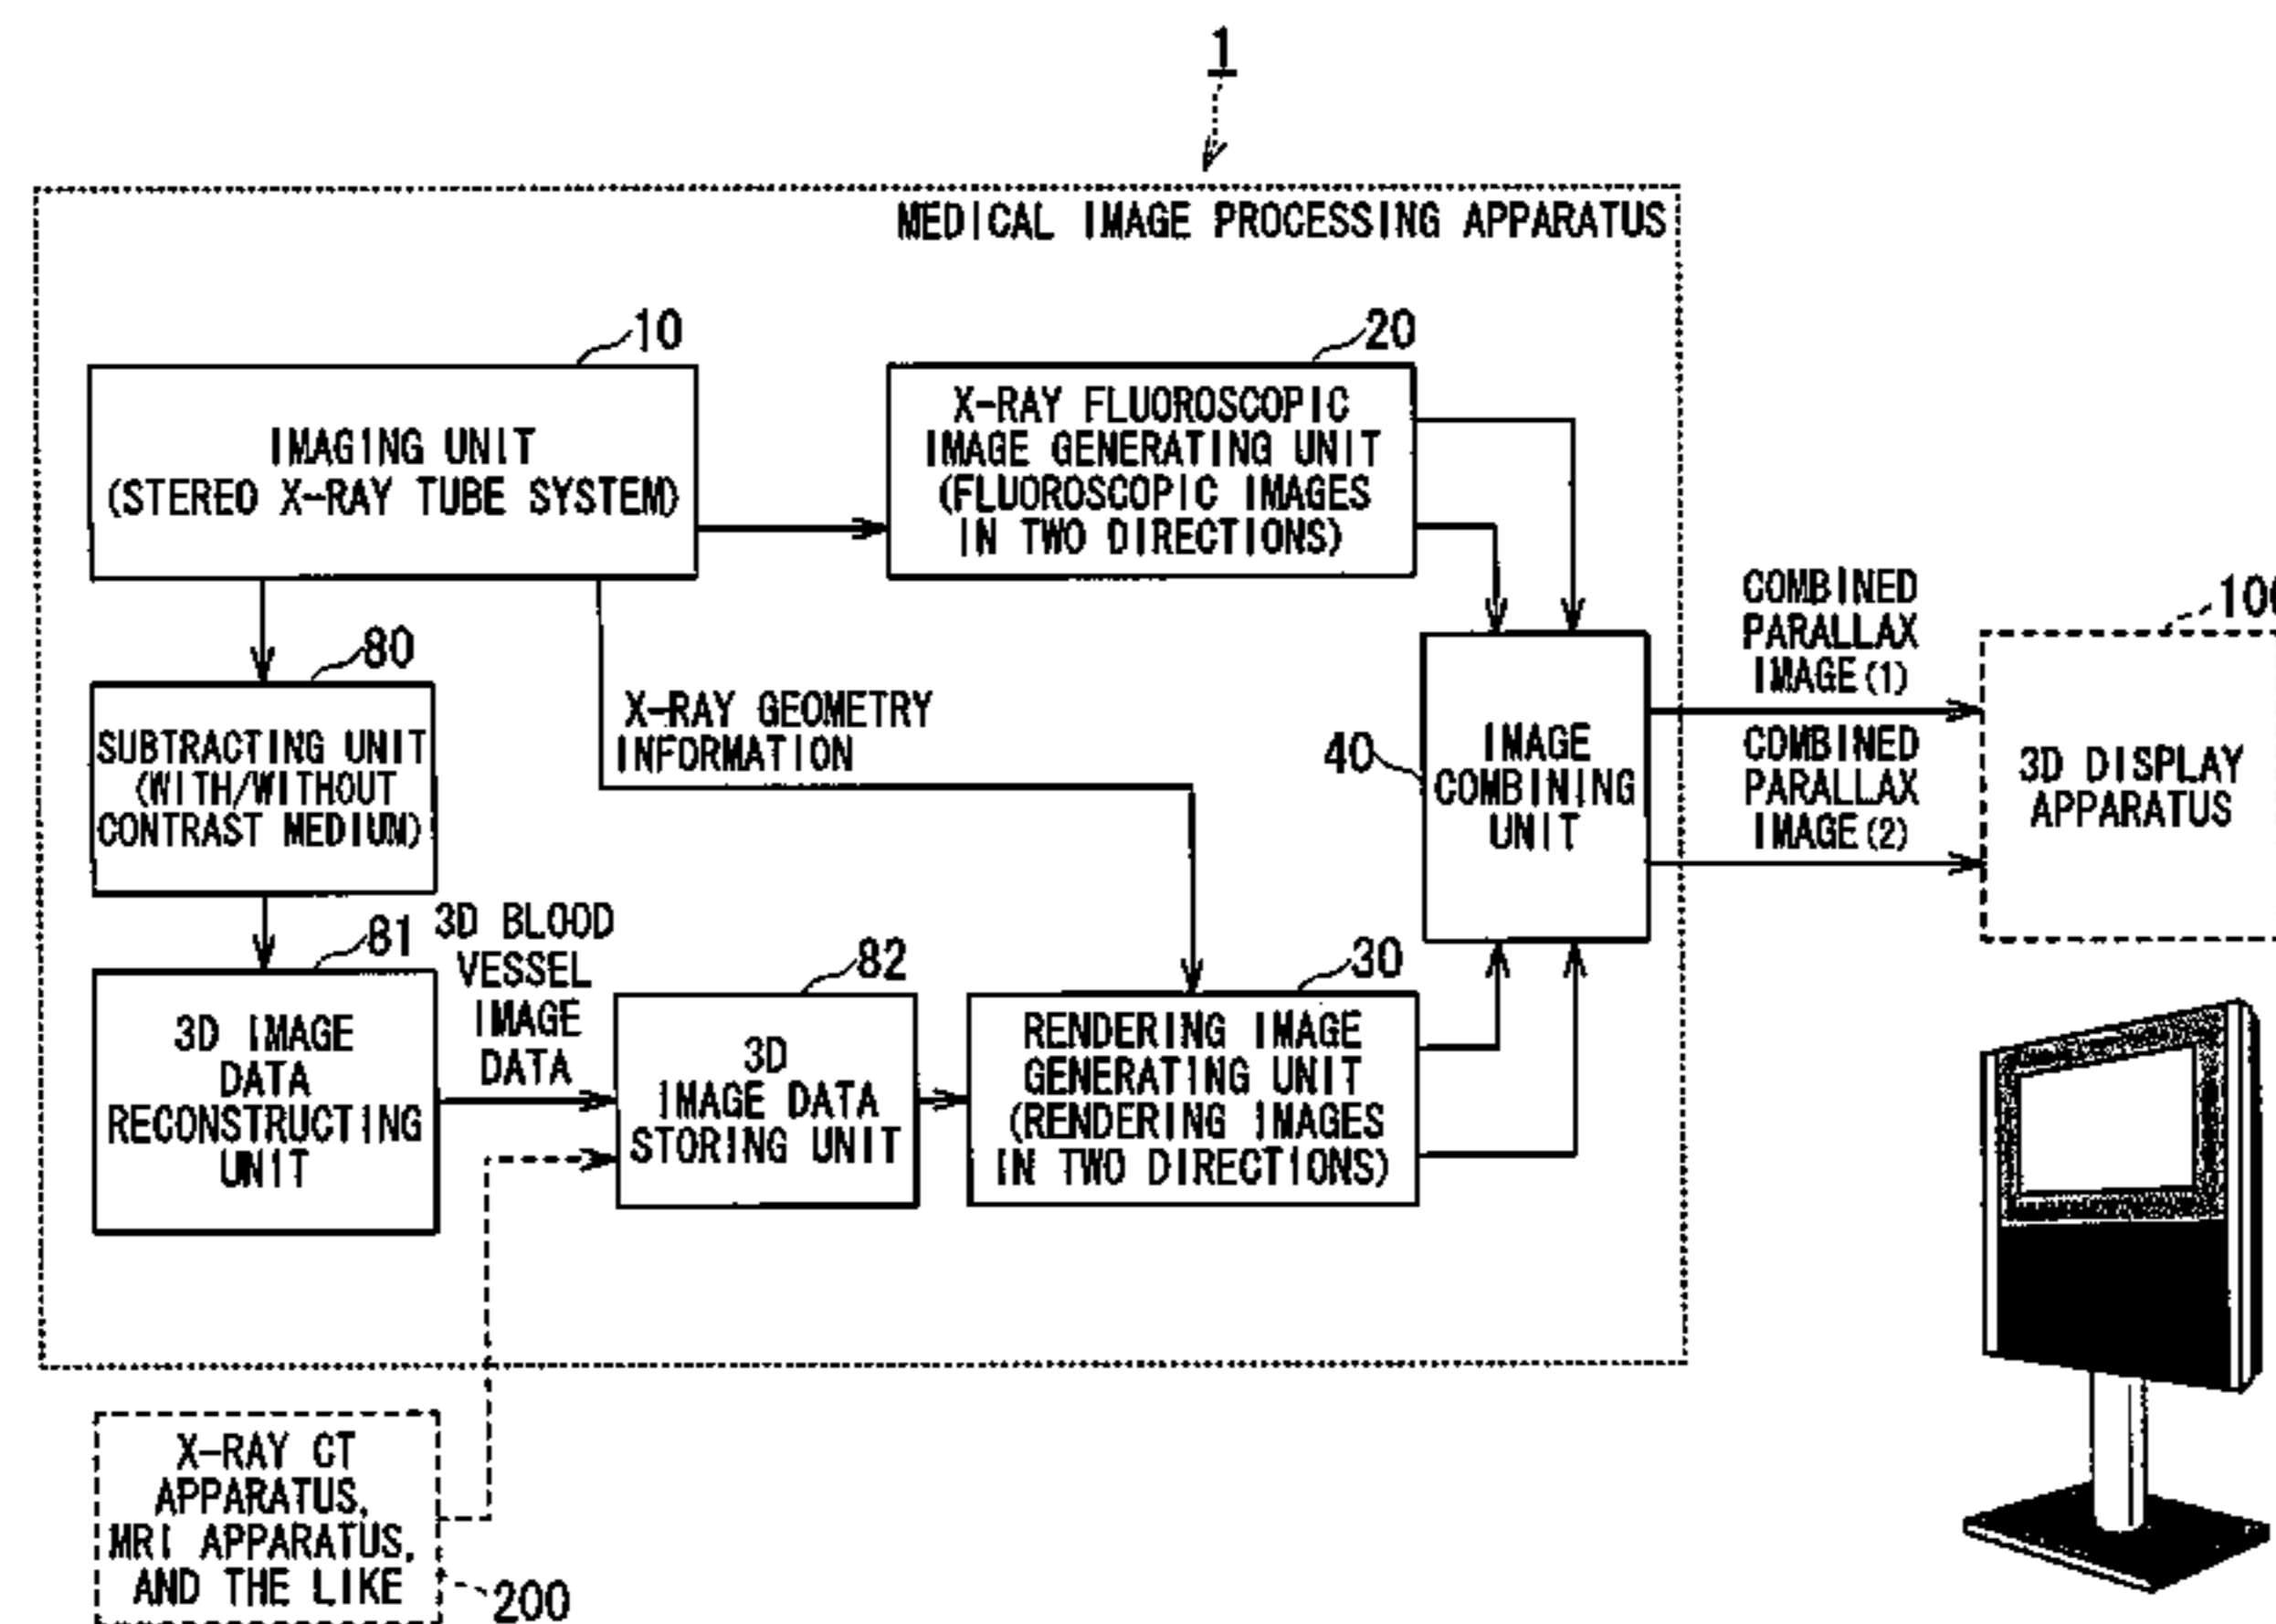 1
MEDICAL IMAGE PROCESSING APPARATUS
10
IMAGING UNIT
(STEREO X-RAY TUBE SYSTEM)
20
X-RAY FLUOROSCOPIC
IMAGE GENERATING UNIT
(FLUOROSCOPIC IMAGES
IN TWO DIRECTIONS)
80
SUBTRACTING UNIT
(WITH/WITHOUT
CONTRAST MEDIUM)
X-RAY GEOMETRY
INFORMATION
40
IMAGE
COMBINING
UNIT
COMBINED
PARALLAX
IMAGE(1)
COMBINED
PARALLAX
IMAGE(2)
100
3D DISPLAY
APPARATUS
81
3D IMAGE
DATA
RECONSTRUCTING
UNIT
3D BLOOD
VESSEL
IMAGE
DATA
82
3D
IMAGE DATA
STORING UNIT
30
RENDERING IMAGE
GENERATING UNIT
(RENDERING IMAGES
IN TWO DIRECTIONS)
X-RAY CT
APPARATUS,
MRI APPARATUS,
AND THE LIKE
200